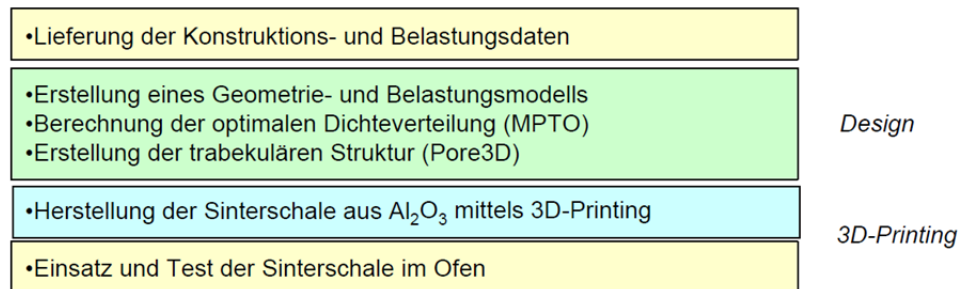 •Lieferung der Konstruktions- und Belastungsdaten
•Erstellung eines Geometrie- und Belastungsmodells
•Berechnung der optimalen Dichteverteilung (MPTO)
•Erstellung der trabekulären Struktur (Pore3D)
Design
•Herstellung der Sinterschale aus Al₂O₃ mittels 3D-Printing
3D-Printing
•Einsatz und Test der Sinterschale im Ofen